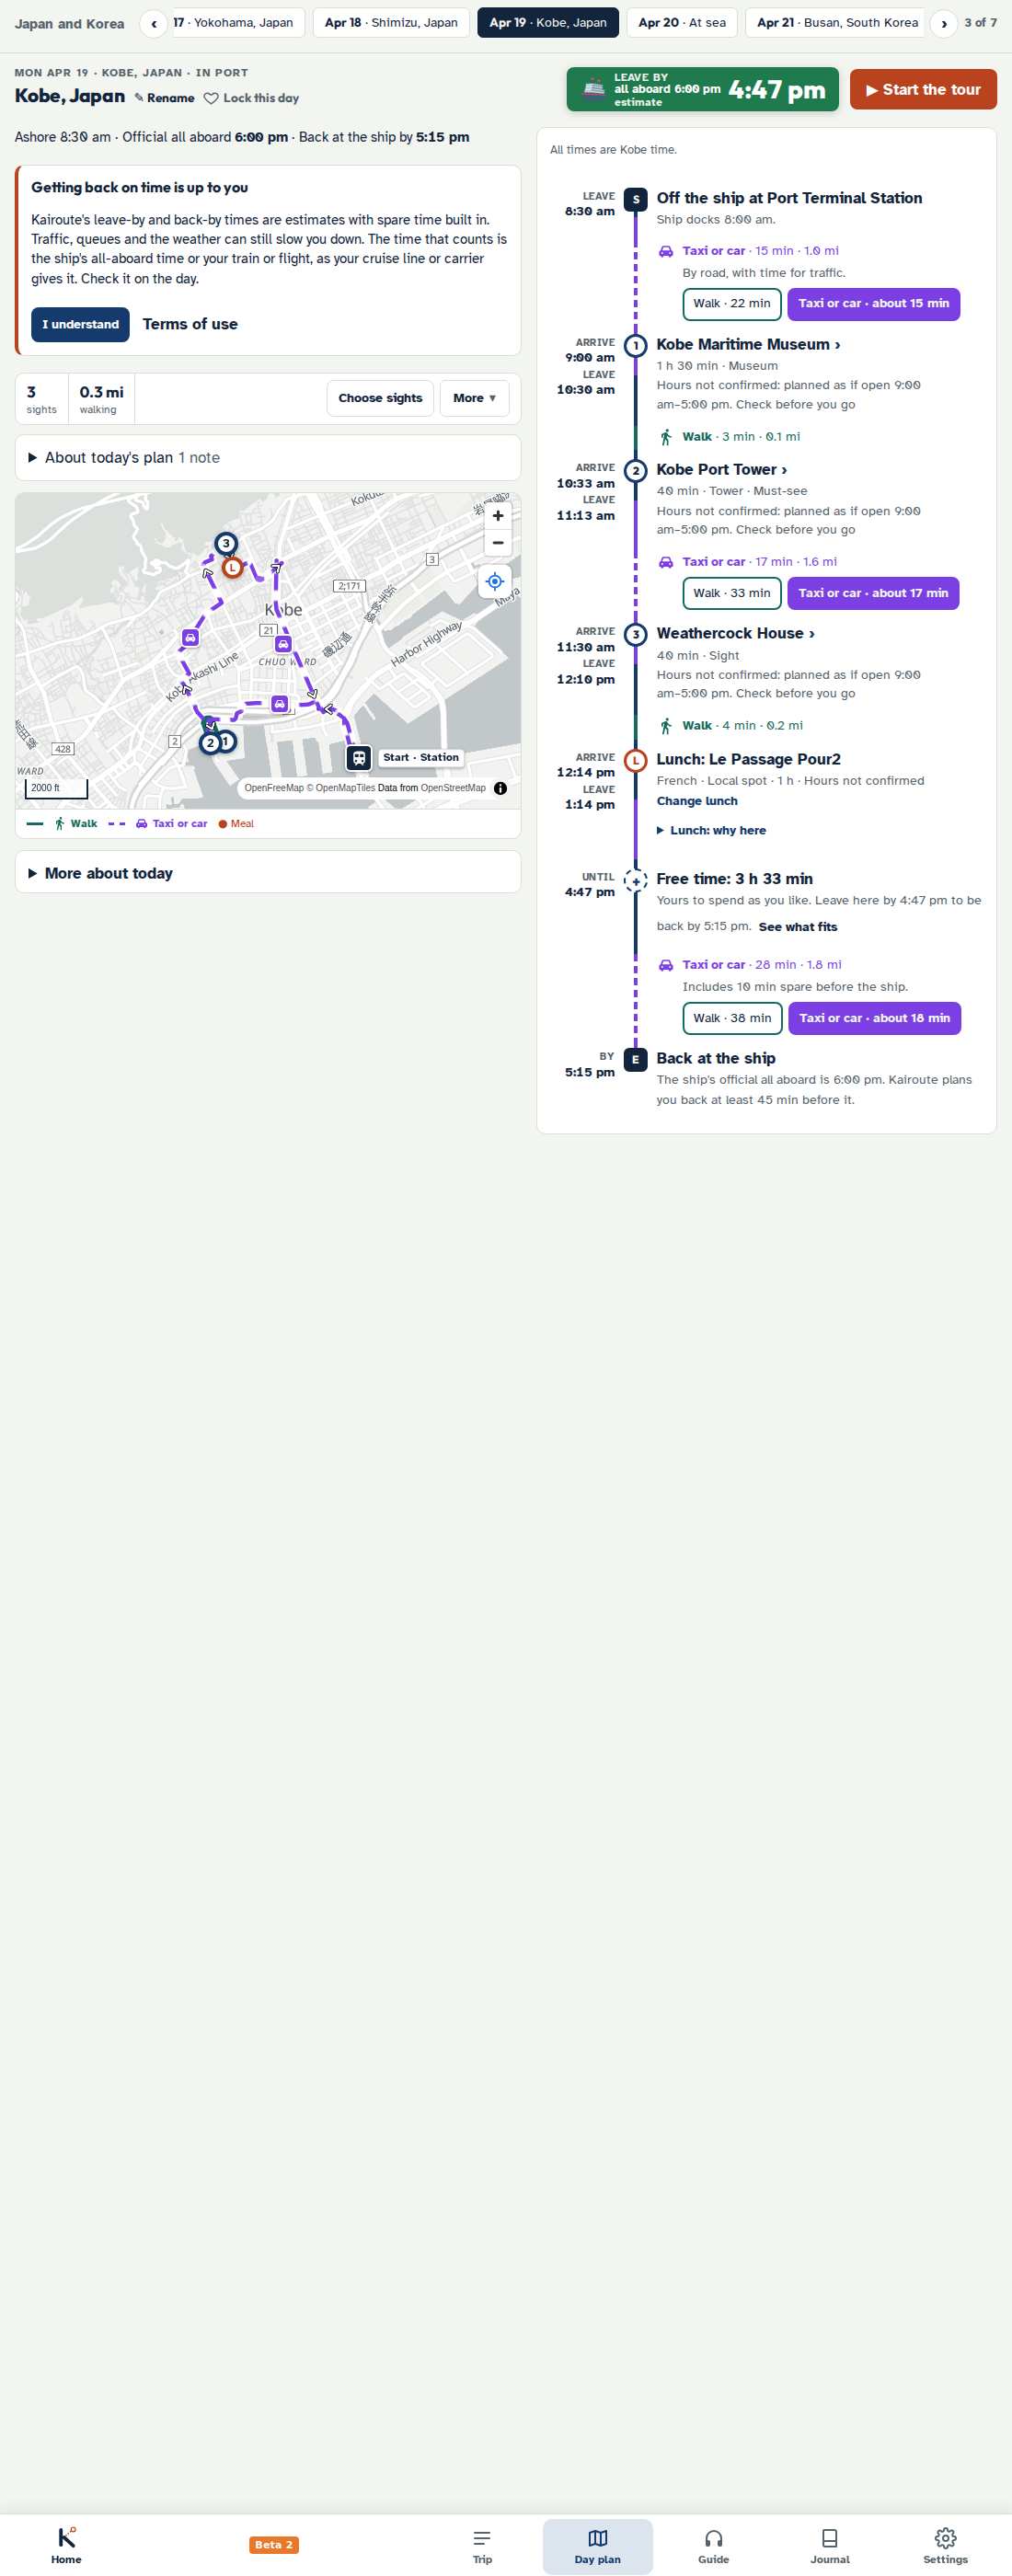 Japan and Korea
‹
17 · Yokohama, Japan
Apr 18 · Shimizu, Japan
Apr 19 · Kobe, Japan
Apr 20 · At sea
Apr 21 · Busan, South Korea
›
3 of 7
MON APR 19 · KOBE, JAPAN · IN PORT
Kobe, Japan
✎ Rename
Lock this day
LEAVE BY
all aboard 6:00 pm
estimate
4:47 pm
▶ Start the tour
Ashore 8:30 am · Official all aboard 6:00 pm · Back at the ship by 5:15 pm
Getting back on time is up to you
Kairoute's leave-by and back-by times are estimates with spare time built in.
Traffic, queues and the weather can still slow you down. The time that counts is
the ship's all-aboard time or your train or flight, as your cruise line or carrier
gives it. Check it on the day.
I understand
Terms of use
3
sights
0.3 mi
walking
Choose sights
More ▼
▶ About today's plan 1 note
3
L
Kobe
21
2;171
3
磯辺通
Harbor Highway
CHUO W RD
Akashi Line
2
428
WARD
2 1
Start · Station
+
−
2000 ft
OpenFreeMap © OpenMapTiles Data from OpenStreetMap
Walk
Taxi or car
Meal
▶ More about today
All times are Kobe time.
LEAVE
8:30 am
S
Off the ship at Port Terminal Station
Ship docks 8:00 am.
Taxi or car · 15 min · 1.0 mi
By road, with time for traffic.
Walk · 22 min
Taxi or car · about 15 min
ARRIVE
9:00 am
LEAVE
10:30 am
1
Kobe Maritime Museum ›
1 h 30 min · Museum
Hours not confirmed: planned as if open 9:00
am–5:00 pm. Check before you go
Walk · 3 min · 0.1 mi
ARRIVE
10:33 am
LEAVE
11:13 am
2
Kobe Port Tower ›
40 min · Tower · Must-see
Hours not confirmed: planned as if open 9:00
am–5:00 pm. Check before you go
Taxi or car · 17 min · 1.6 mi
Walk · 33 min
Taxi or car · about 17 min
ARRIVE
11:30 am
LEAVE
12:10 pm
3
Weathercock House ›
40 min · Sight
Hours not confirmed: planned as if open 9:00
am–5:00 pm. Check before you go
Walk · 4 min · 0.2 mi
ARRIVE
12:14 pm
LEAVE
1:14 pm
L
Lunch: Le Passage Pour2
French · Local spot · 1 h · Hours not confirmed
Change lunch
▶ Lunch: why here
UNTIL
4:47 pm
+
Free time: 3 h 33 min
Yours to spend as you like. Leave here by 4:47 pm to be
back by 5:15 pm. See what fits
Taxi or car · 28 min · 1.8 mi
Includes 10 min spare before the ship.
Walk · 38 min
Taxi or car · about 18 min
BY
5:15 pm
E
Back at the ship
The ship's official all aboard is 6:00 pm. Kairoute plans
you back at least 45 min before it.
Home
Beta 2
Trip
Day plan
Guide
Journal
Settings